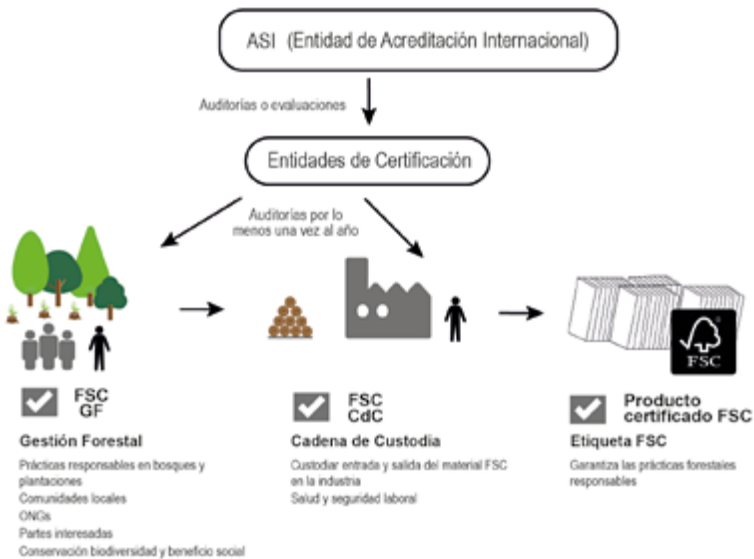 ASI (Entidad de Acreditación Internacional)
Auditorías o evaluaciones
Entidades de Certificación
Auditorías por lo
menos una vez al año
FSC
FSC
GF
Gestión Forestal
Prácticas responsables en bosques y
plantaciones
Comunidades locales
ONGs
Partes interesadas
Conservación biodiversidad y beneficio social
FSC
CdC
Cadena de Custodia
Custodiar entrada y salida del material FSC
en la industria
Salud y seguridad laboral
Producto
certificado FSC
Etiqueta FSC
Garantiza las prácticas forestales
responsables